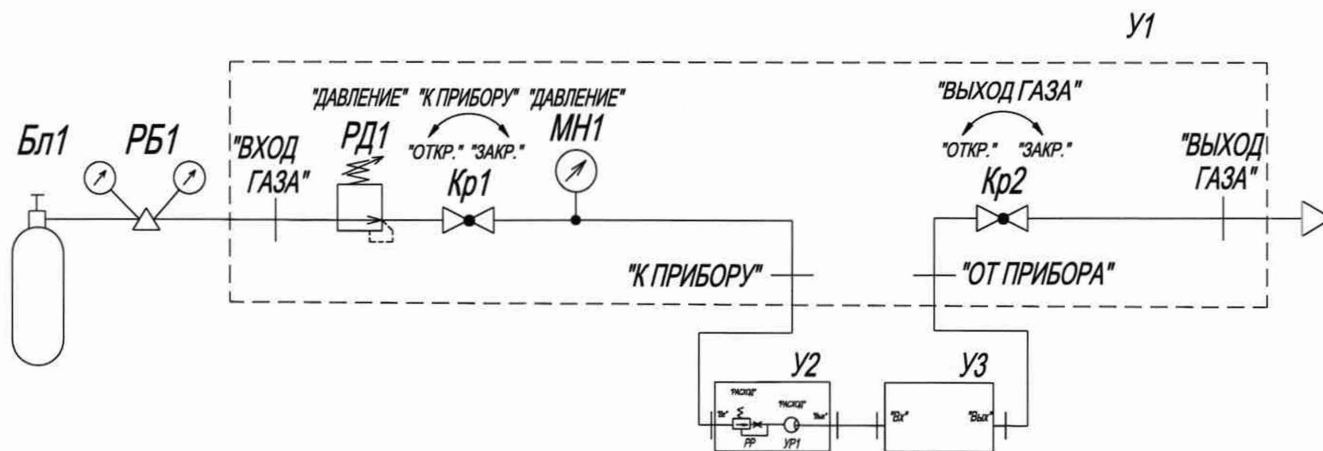 У1
"ДАВЛЕНИЕ" "К ПРИБОРУ" "ДАВЛЕНИЕ"
"ВЫХОД ГАЗА"
Бл1
РБ1
"ВХОД
ГАЗА"
РД1
"ОТКР." "ЗАКР."
Кр1
МН1
"ОТКР." "ЗАКР."
Кр2
"ВЫХОД
ГАЗА"
"К ПРИБОРУ"
"ОТ ПРИБОРА"
У2
У3
"РАСХОД"
"РАСХОД"
"Вх"
"Вых"
РР
УР1
"Вх"
"Вых"